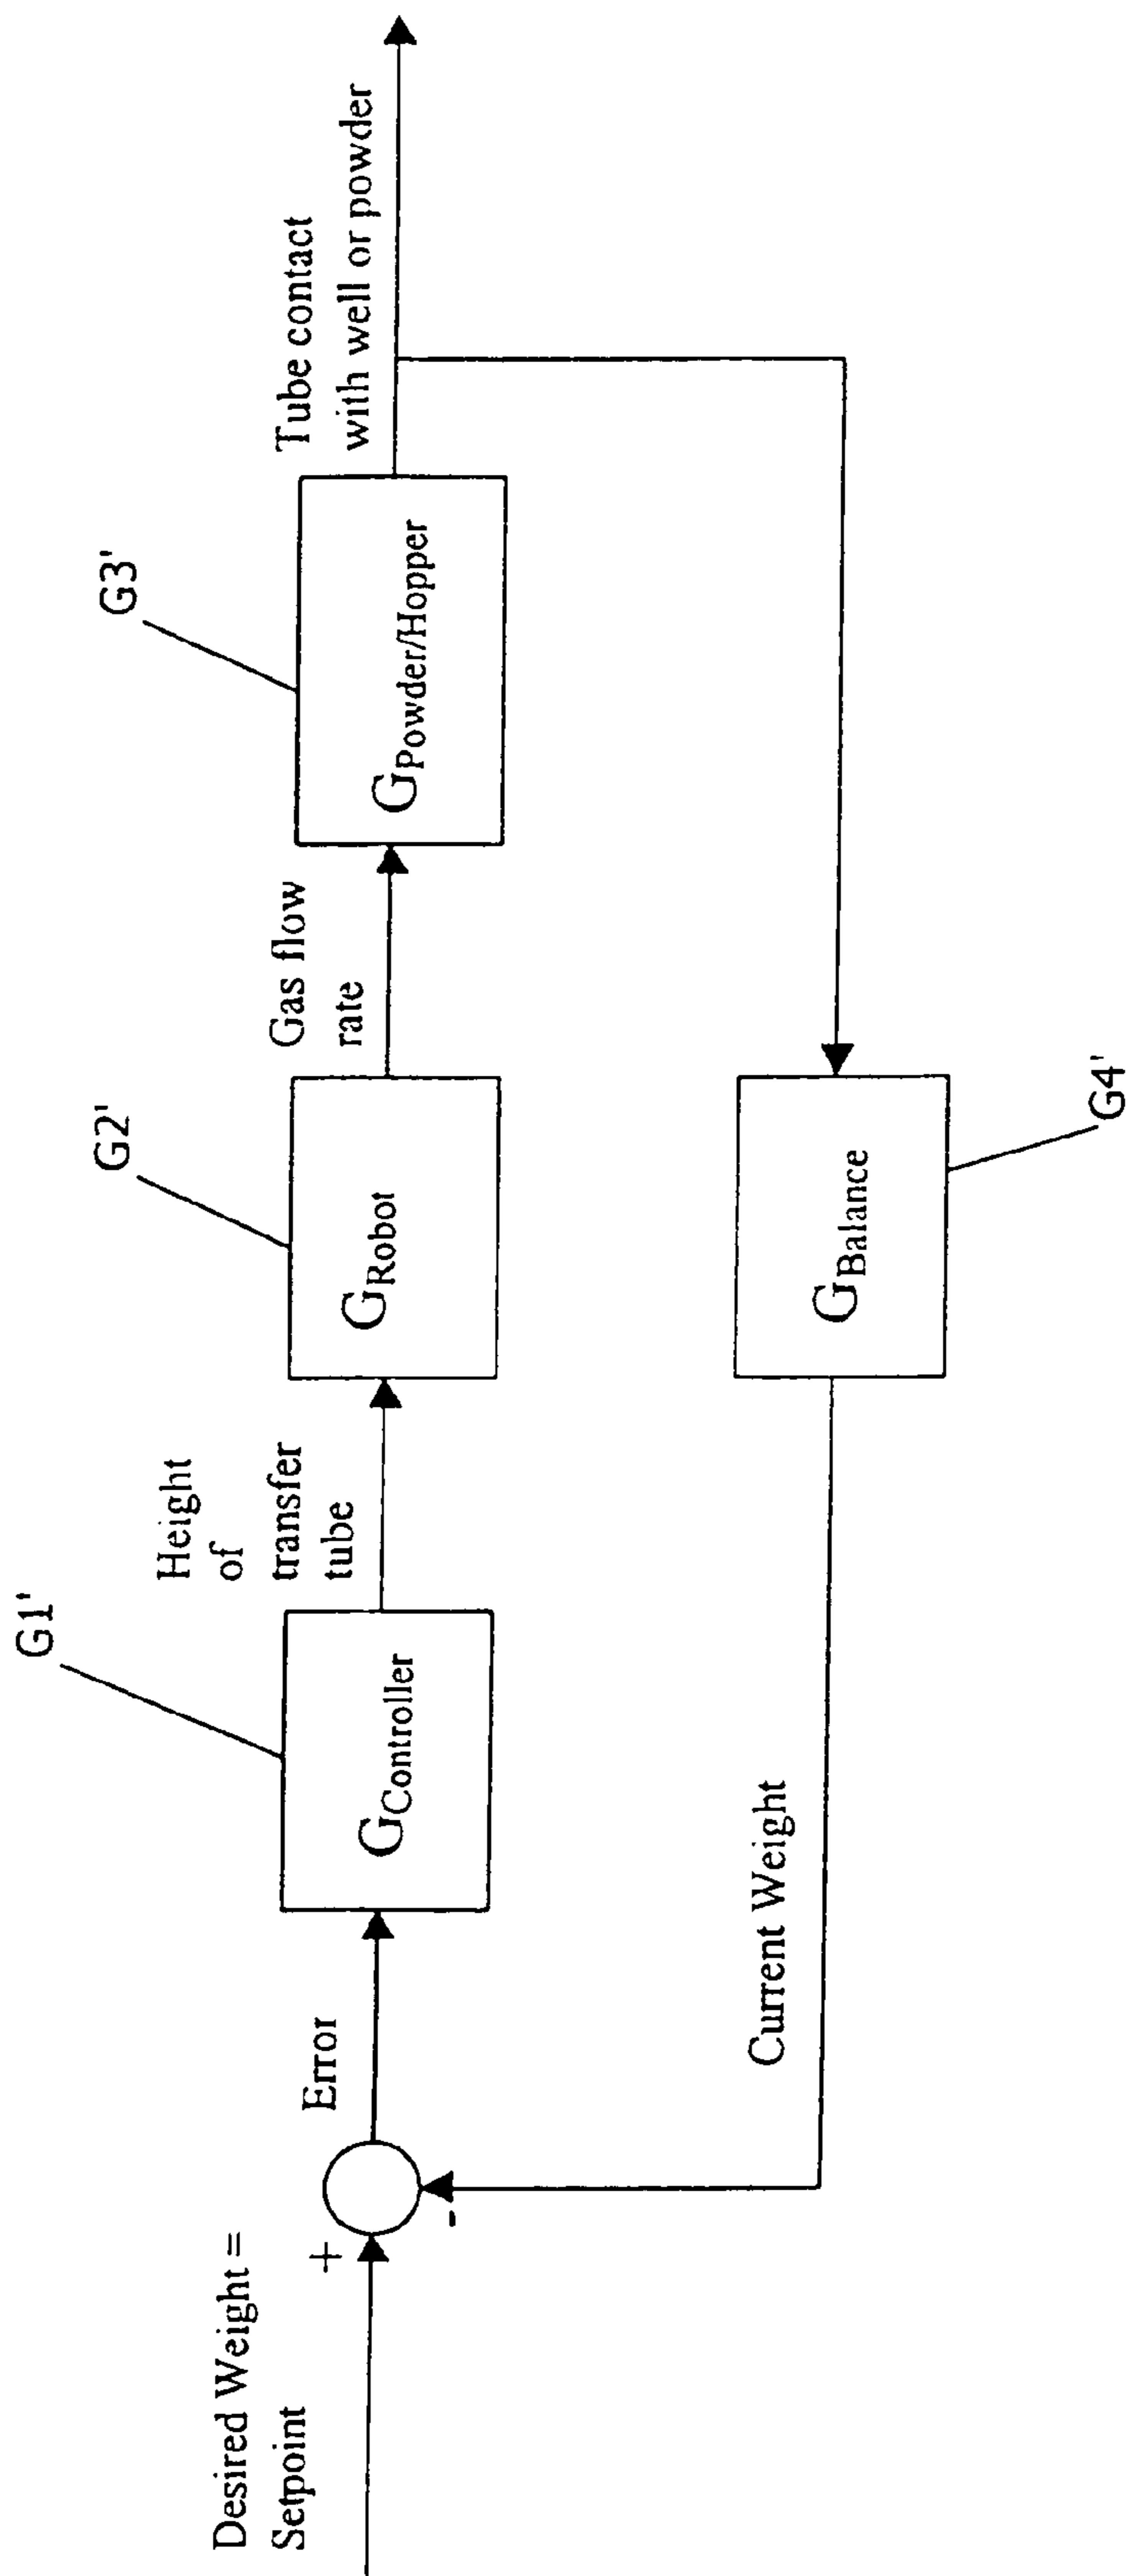 Desired Weight =
Setpoint
+
-
Error
G1'
GController
Height
of
transfer
tube
G2'
GRobot
Gas flow
rate
G3'
GPowder/Hopper
Tube contact
with well or powder
G4'
GBalance
Current Weight